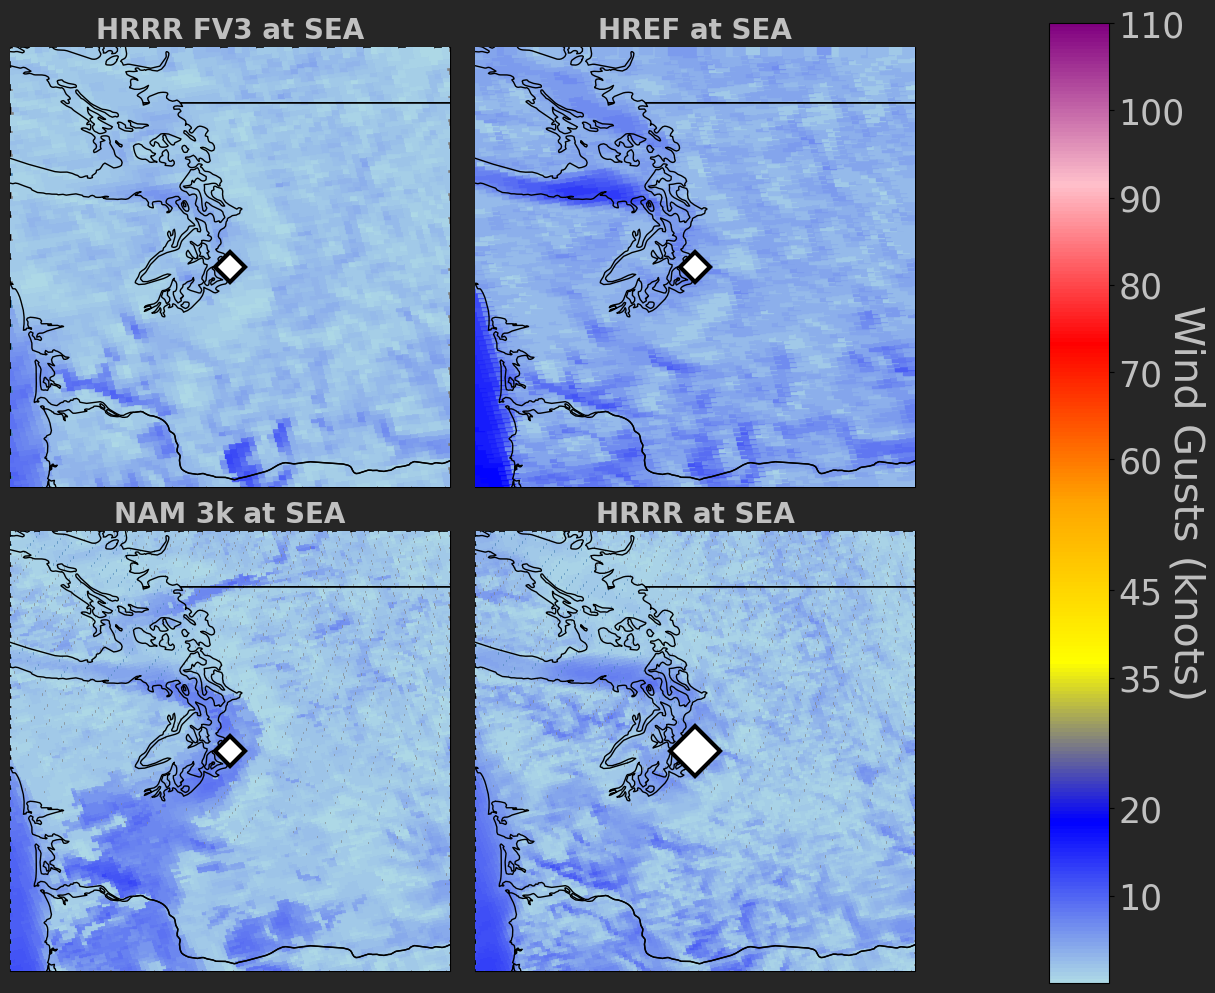 HRRR FV3 at SEA
HREF at SEA
NAM 3k at SEA
HRRR at SEA
110
100
90
80
70
60
45
35
20
10
Wind Gusts (knots)